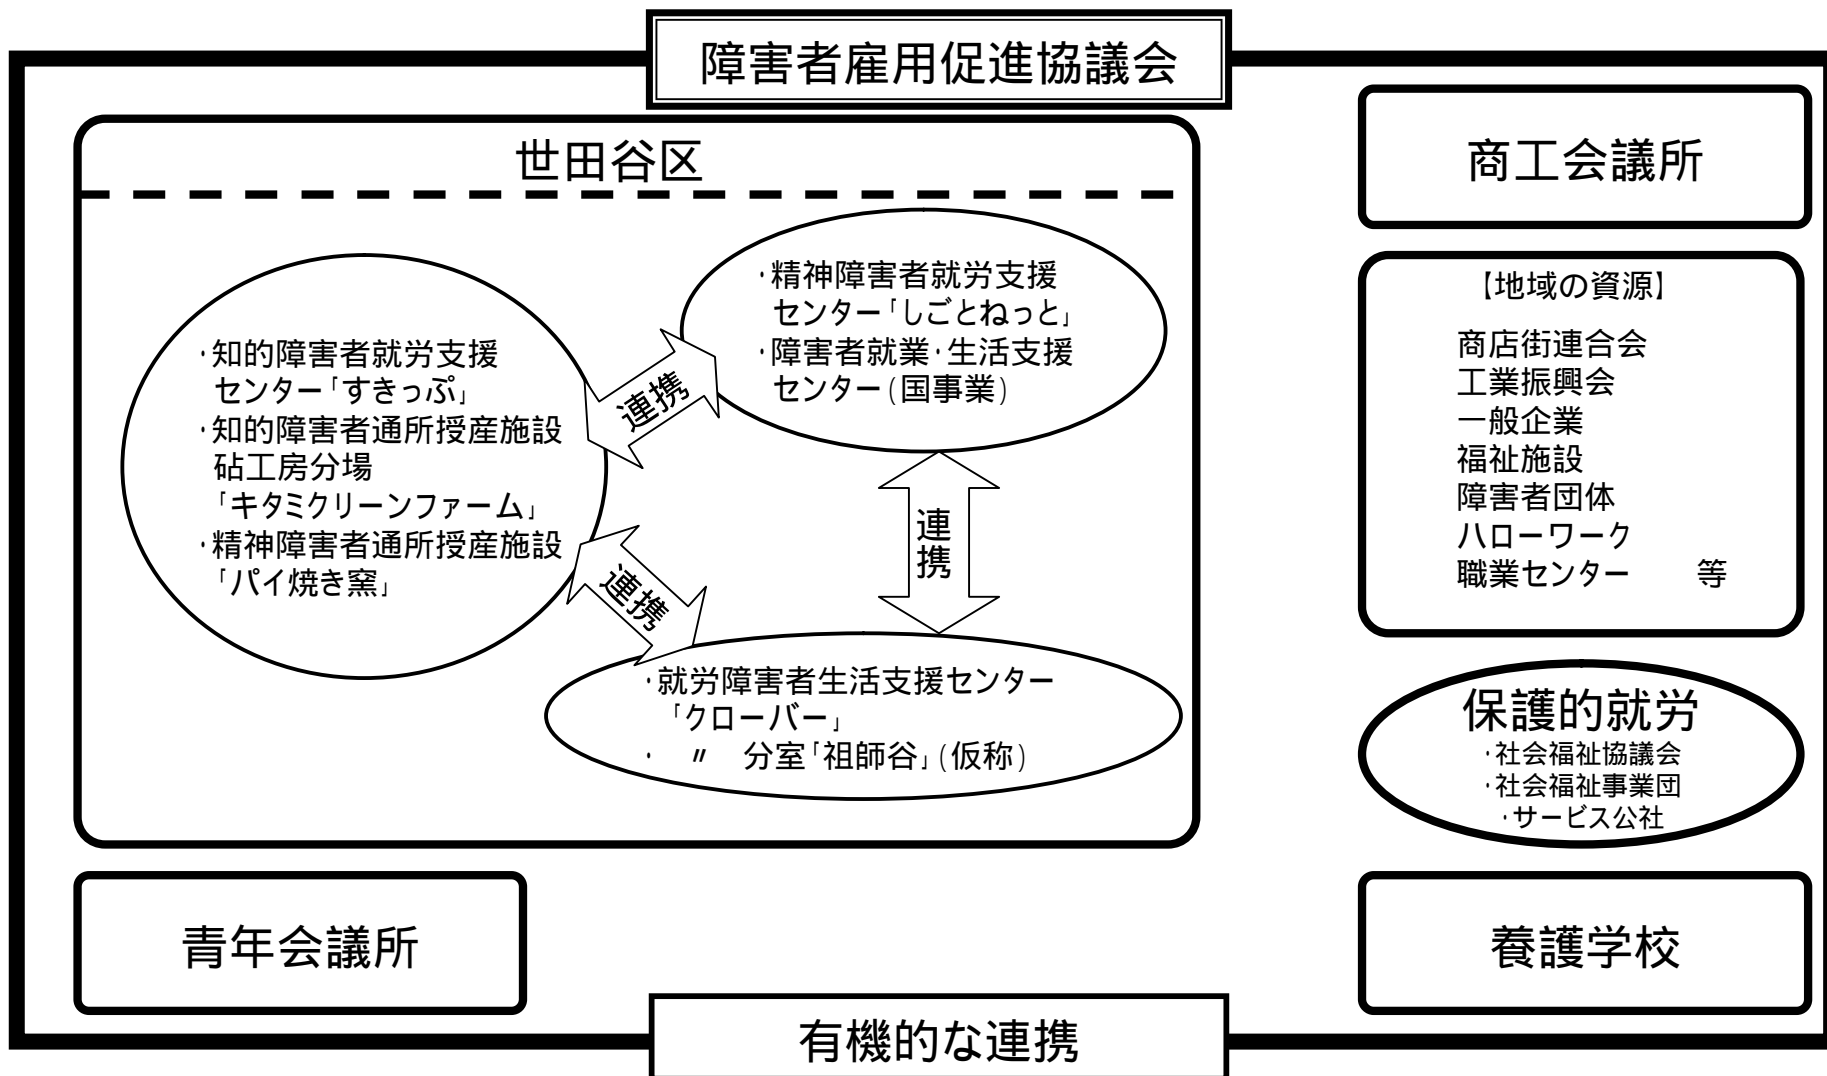 障害者雇用促進協議会
世田谷区
・知的障害者就労支援
センター「すきっぷ」
・知的障害者通所授産施設
砧工房分場
「キタミクリーンファーム」
・精神障害者通所授産施設
「パイ焼き窯」
連携
・精神障害者就労支援
センター「しごとねっと」
・障害者就業・生活支援
センター(国事業)
連携
連携
・就労障害者生活支援センター
「クローバー」
・ 〃 分室「祖師谷」(仮称)
商工会議所
【地域の資源】
商店街連合会
工業振興会
一般企業
福祉施設
障害者団体
ハローワーク
職業センター 等
保護的就労
・社会福祉協議会
・社会福祉事業団
・サービス公社
青年会議所
養護学校
有機的な連携